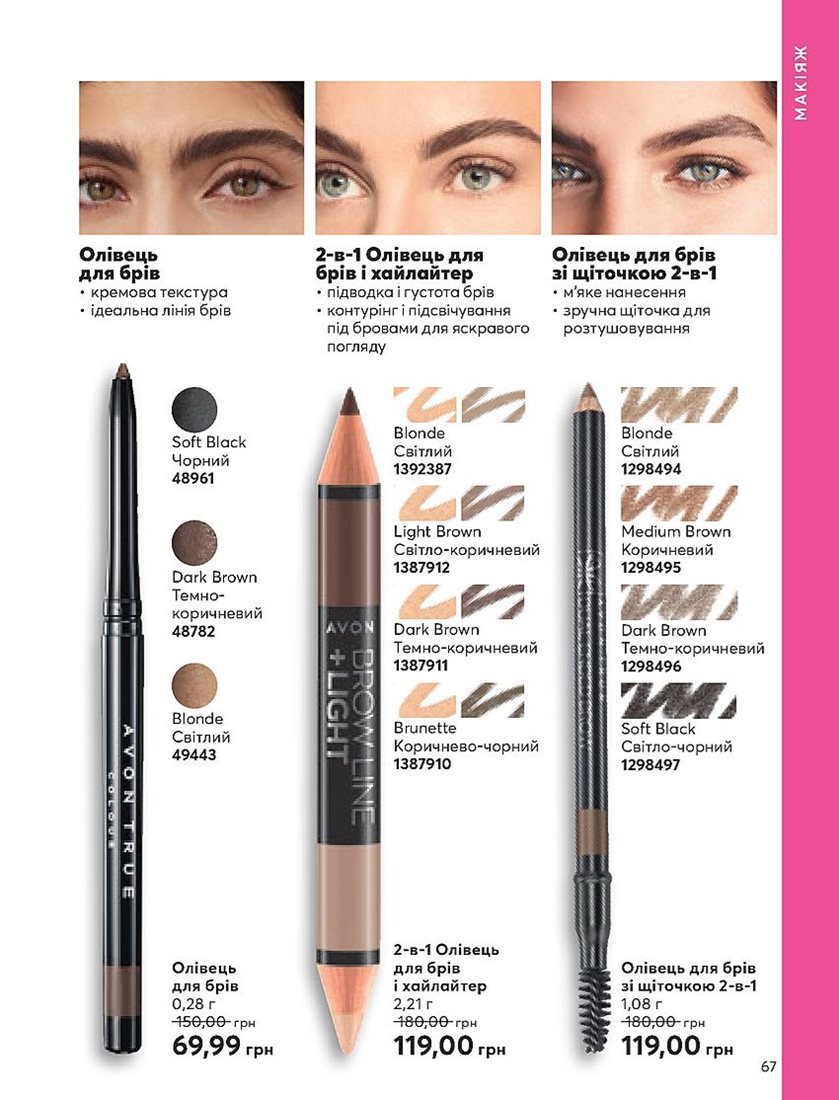 МАКІЯЖ
Олівець
для брів
• кремова текстура
• ідеальна лінія брів
2-в-1 Олівець для
брів і хайлайтер
• підводка і густота брів
• контурінг і підсвічування
під бровами для яскравого
погляду
Олівець для брів
зі щіточкою 2-в-1
• м'яке нанесення
• зручна щіточка для
розтушовування
AVON TRUE
COLOUR
Soft Black
Чорний
48961
Dark Brown
Темно-
коричневий
48782
Blonde
Світлий
49443
Олівець
для брів
0,28 г
150,00 грн
69,99 грн
AVON
BROW LINE
+ LIGHT
Blonde
Світлий
1392387
Light Brown
Світло-коричневий
1387912
Dark Brown
Темно-коричневий
1387911
Brunette
Коричнево-чорний
1387910
2-в-1 Олівець
для брів
і хайлайтер
2,21 г
180,00 грн
119,00 грн
Blonde
Світлий
1298494
Medium Brown
Коричневий
1298495
Dark Brown
Темно-коричневий
1298496
Soft Black
Світло-чорний
1298497
Олівець для брів
зі щіточкою 2-в-1
1,08 г
180,00 грн
119,00 грн
67